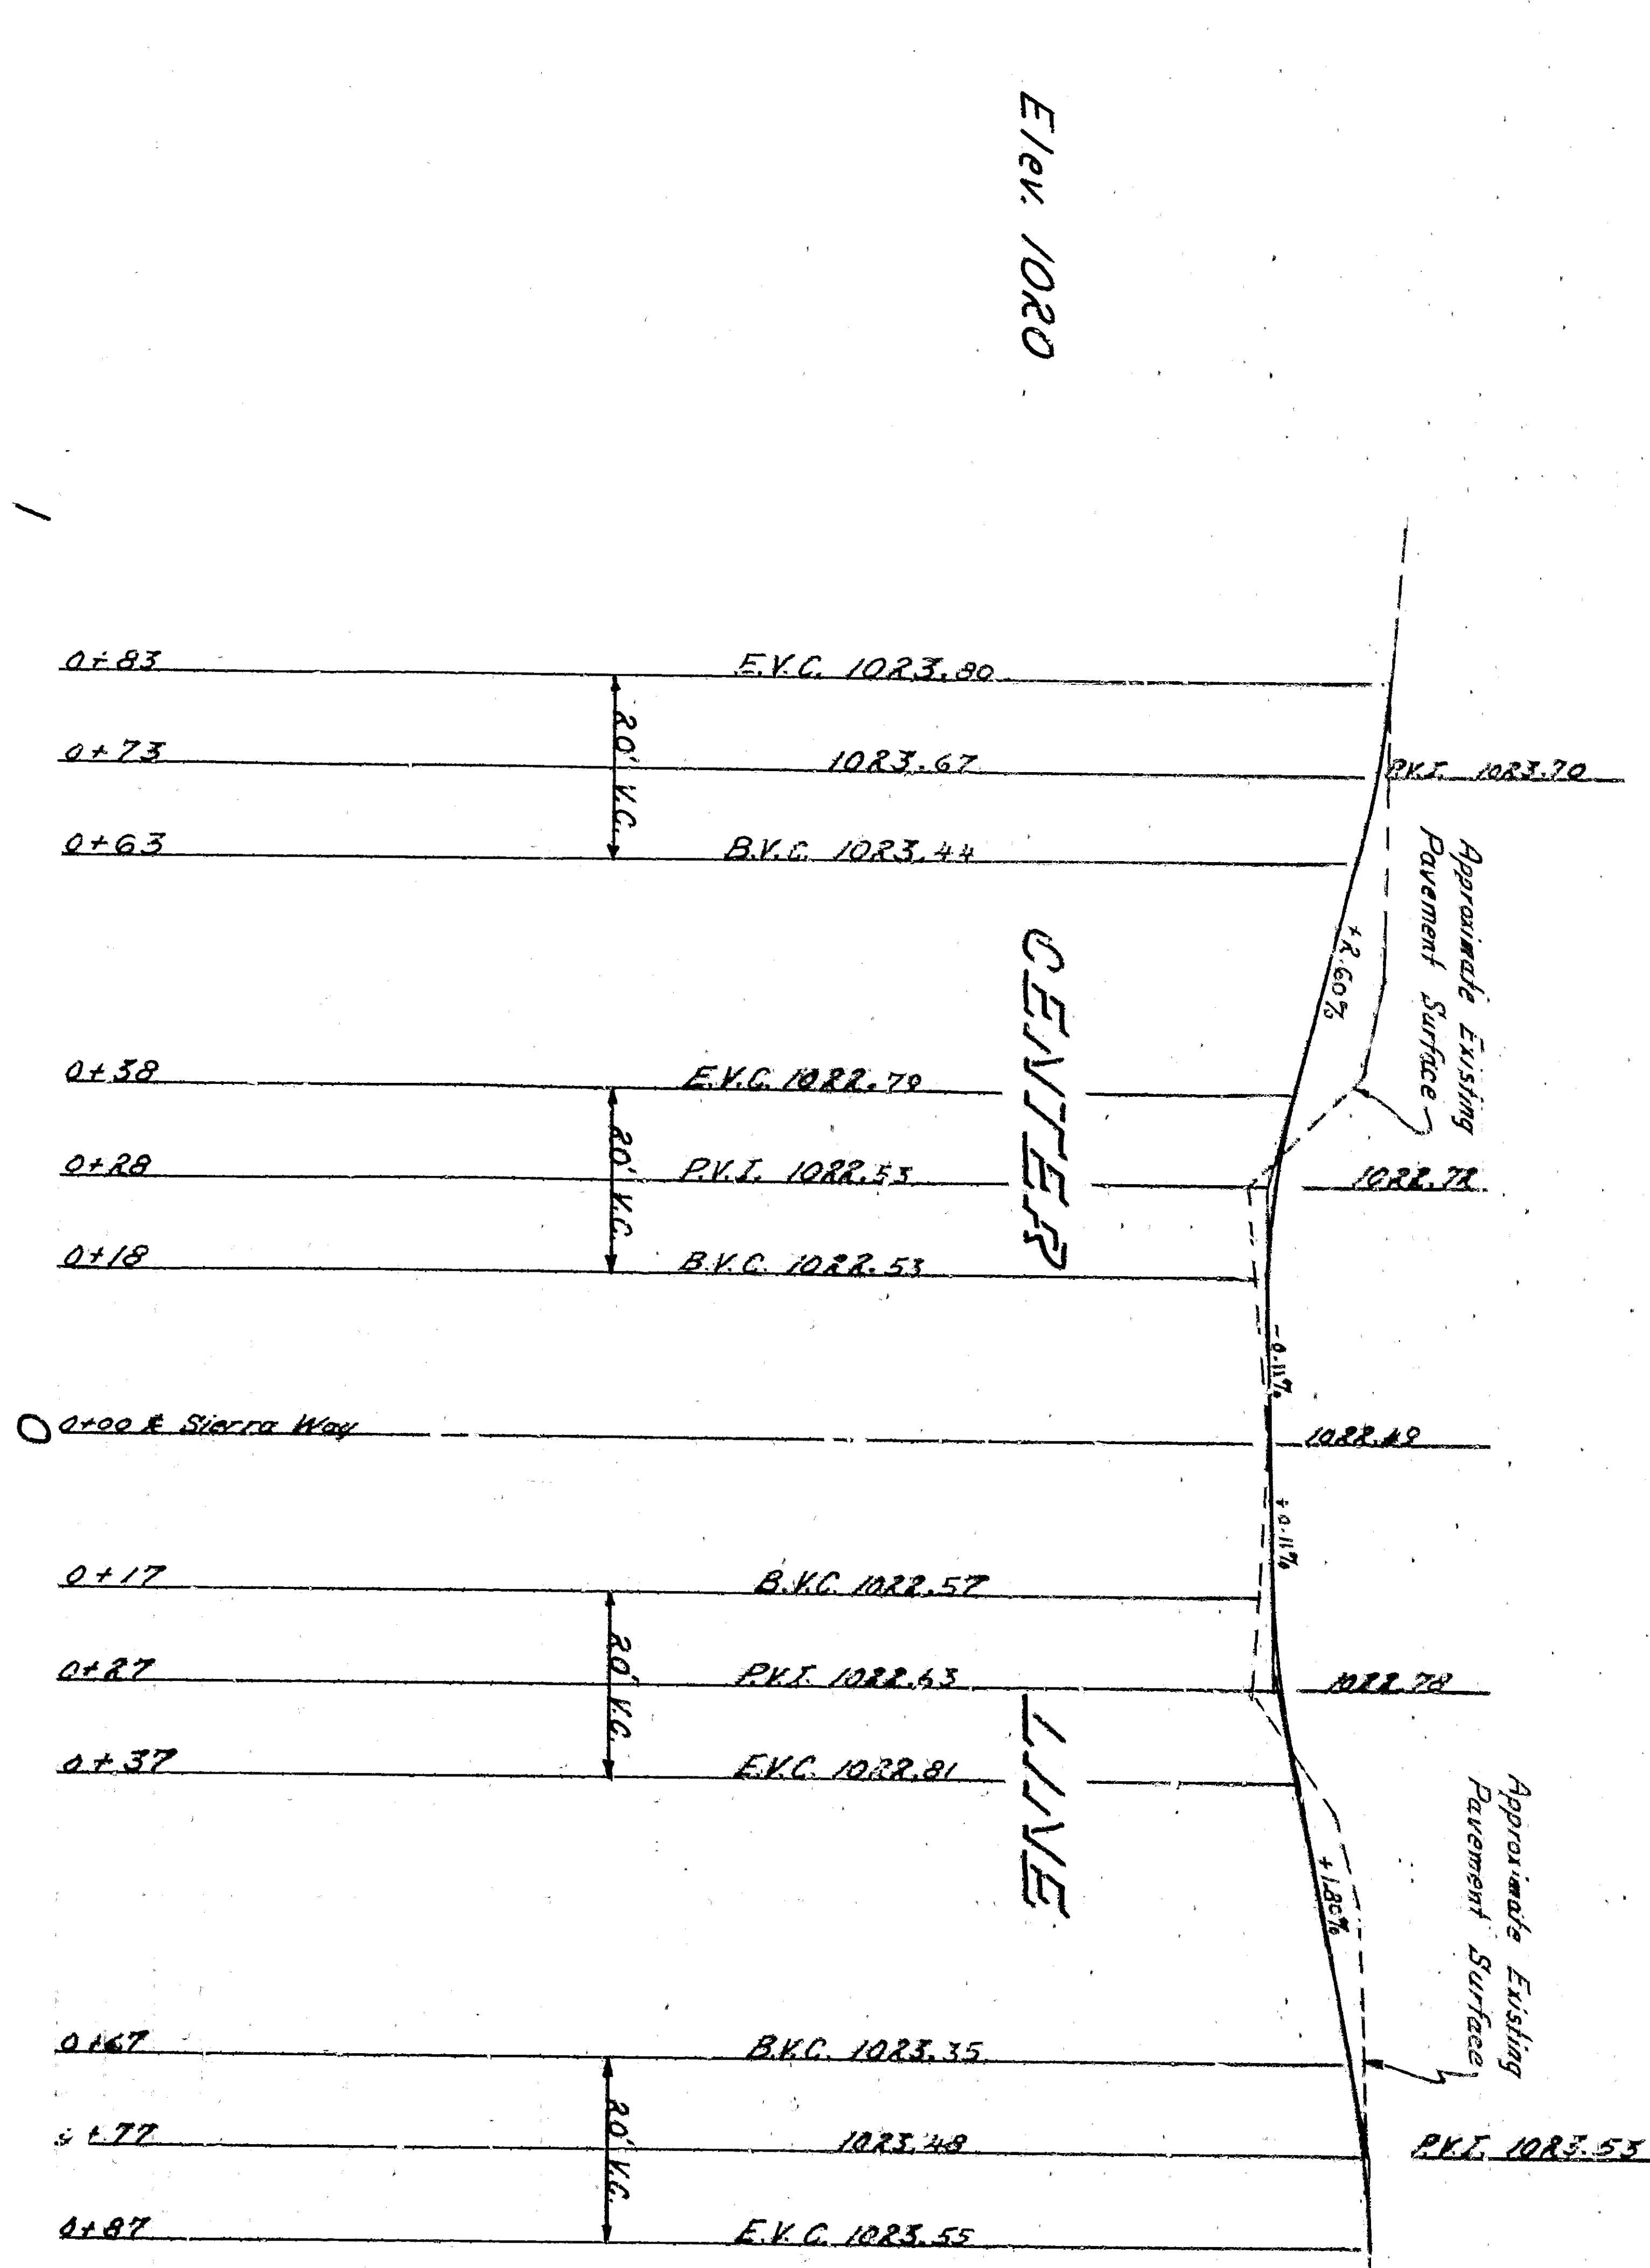 Elev. 1020
0+83 E.V.C. 1023.80
20' V.C.
0+73 1023.67 P.V.I. 1023.70
0+63 B.V.C. 1023.44
Approximate Existing
Pavement Surface
+2.60%
CENTER
0+38 E.V.C. 1022.79
20' V.C.
0+28 P.V.I. 1022.53 1022.72
0+18 B.V.C. 1022.53
-0.11%
0 0+00 ℄ Sierra Way
+0.11%
0+17 B.V.C. 1022.57
20' V.C.
0+27 P.V.I. 1022.63 1022.78
0+37 E.V.C. 1022.81
LINE
Approximate Existing
Pavement Surface
+1.80%
0+67 B.V.C. 1023.35
20' V.C.
+77 1023.48 P.V.I. 1023.53
0+87 E.V.C. 1023.55